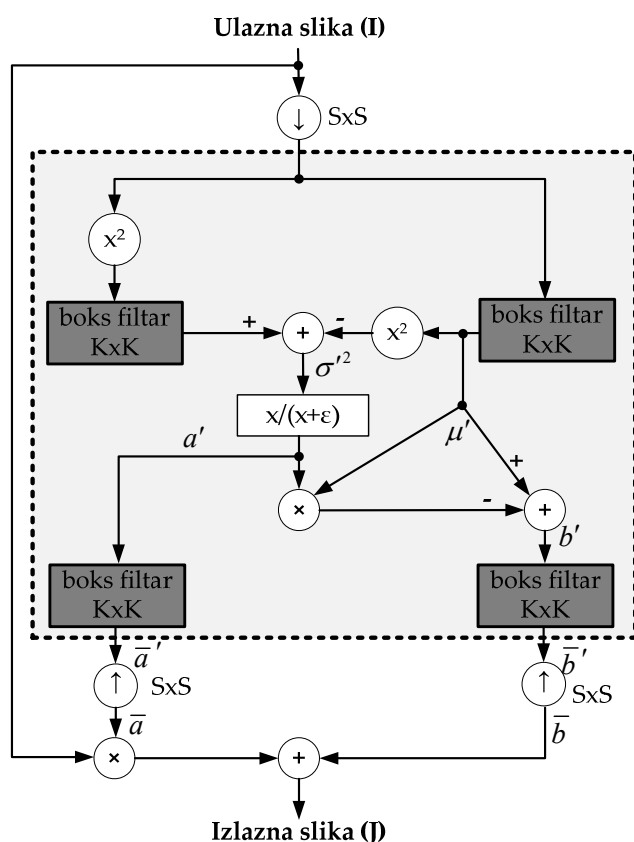 Ulazna slika (I)
↓ SxS
x²
boks filtar
KxK
+
+
-
x²
boks filtar
KxK
σ′²
x/(x+ε)
a′
μ′
+
×
-
+
b′
boks filtar
KxK
boks filtar
KxK
a̅′
b̅′
↑ SxS
↑ SxS
a̅
b̅
×
+
Izlazna slika (J)